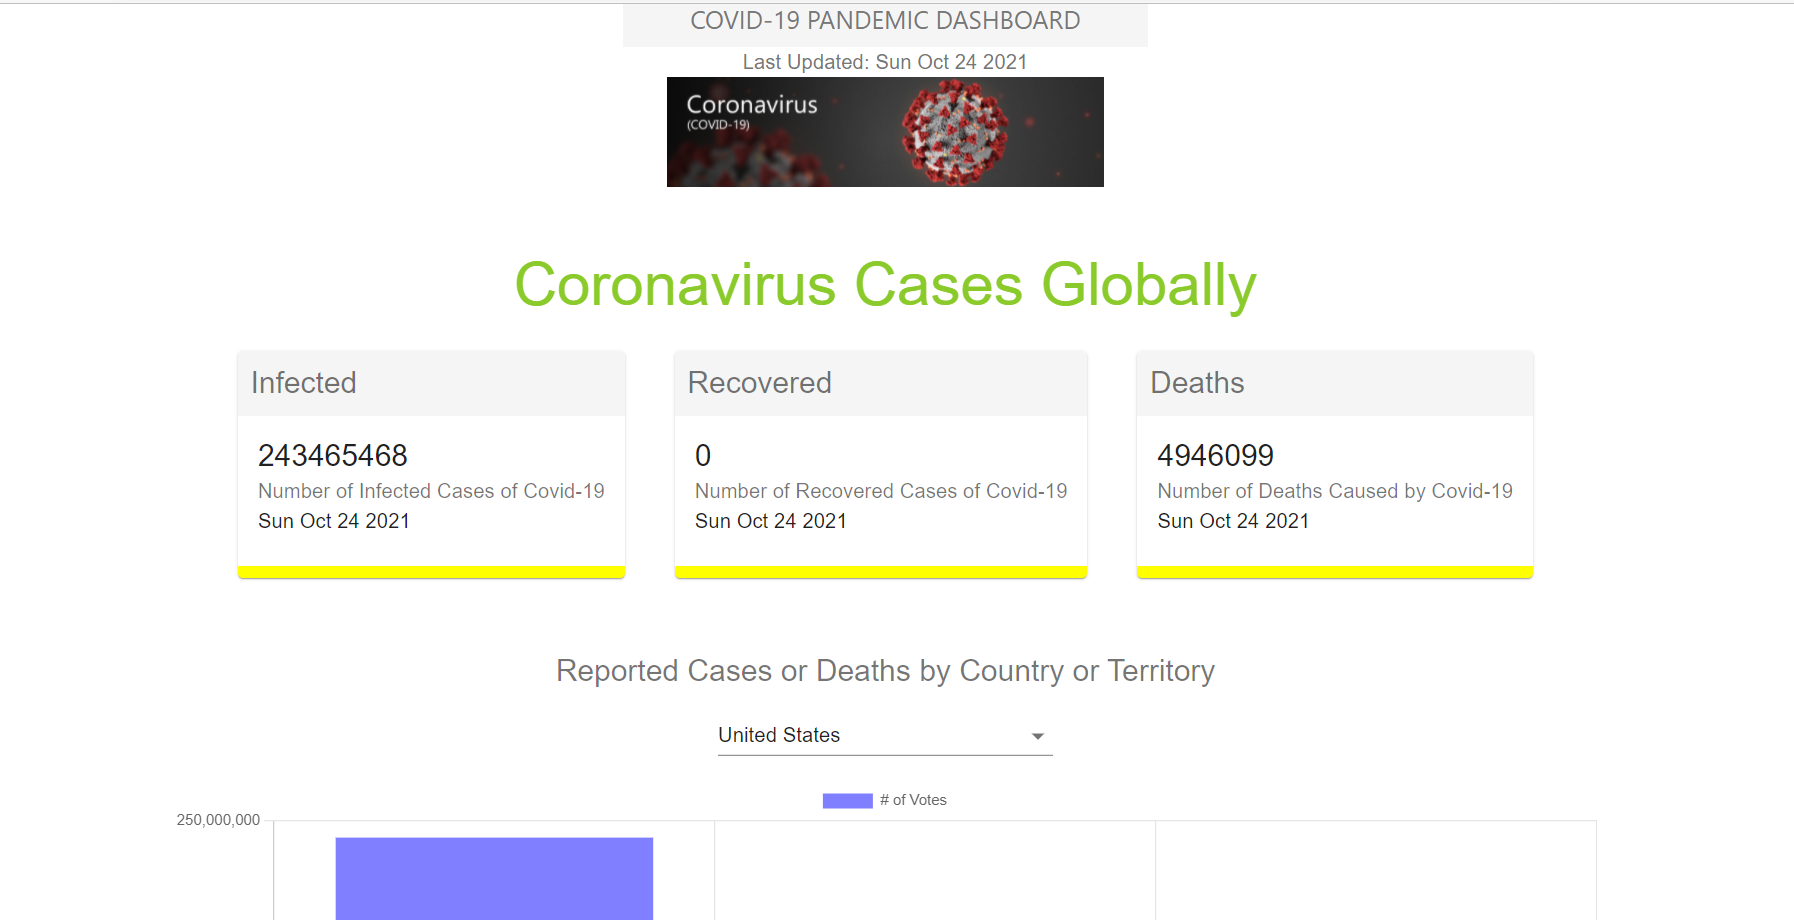 COVID-19 PANDEMIC DASHBOARD
Last Updated: Sun Oct 24 2021
Coronavirus
(COVID-19)
Coronavirus Cases Globally
Infected
243465468
Number of Infected Cases of Covid-19
Sun Oct 24 2021
Recovered
0
Number of Recovered Cases of Covid-19
Sun Oct 24 2021
Deaths
4946099
Number of Deaths Caused by Covid-19
Sun Oct 24 2021
Reported Cases or Deaths by Country or Territory
United States
# of Votes
250,000,000